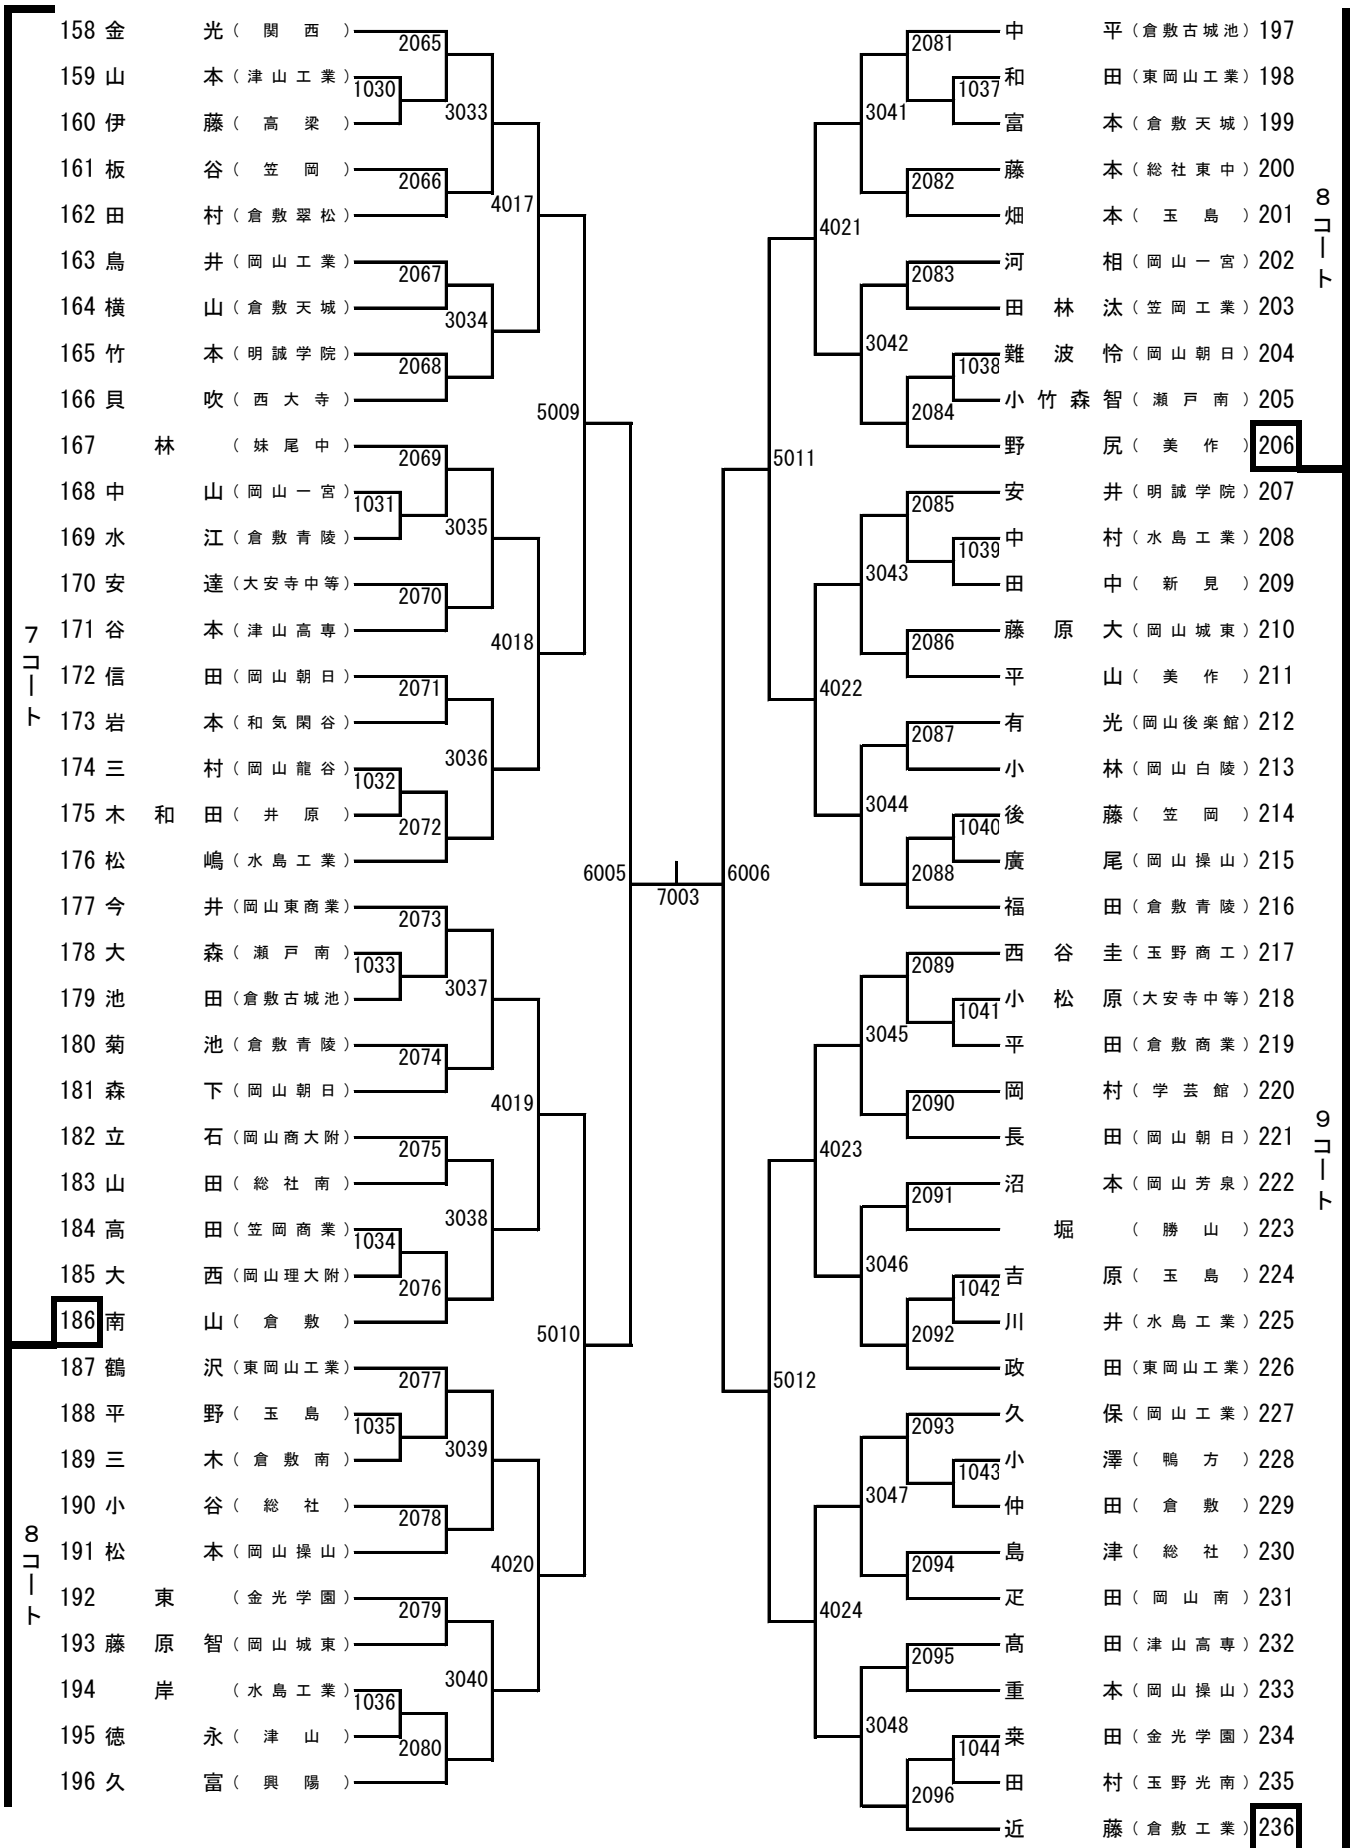 158 金 光 ( 関 西 )
159 山 本 ( 津 山 工 業 )
160 伊 藤 ( 高 梁 )
161 板 谷 ( 笠 岡 )
162 田 村 ( 倉 敷 翠 松 )
163 鳥 井 ( 岡 山 工 業 )
164 横 山 ( 倉 敷 天 城 )
165 竹 本 ( 明 誠 学 院 )
166 貝 吹 ( 西 大 寺 )
167 林 ( 妹 尾 中 )
168 中 山 ( 岡 山 一 宮 )
169 水 江 ( 倉 敷 青 陵 )
170 安 達 ( 大 安 寺 中 等 )
171 谷 本 ( 津 山 高 専 )
172 信 田 ( 岡 山 朝 日 )
173 岩 本 ( 和 気 閑 谷 )
174 三 村 ( 岡 山 龍 谷 )
175 木 和 田 ( 井 原 )
176 松 嶋 ( 水 島 工 業 )
177 今 井 ( 岡 山 東 商 業 )
178 大 森 ( 瀬 戸 南 )
179 池 田 ( 倉 敷 古 城 池 )
180 菊 池 ( 倉 敷 青 陵 )
181 森 下 ( 岡 山 朝 日 )
182 立 石 ( 岡 山 商 大 附 )
183 山 田 ( 総 社 南 )
184 高 田 ( 笠 岡 商 業 )
185 大 西 ( 岡 山 理 大 附 )
186 南 山 ( 倉 敷 )
187 鶴 沢 ( 東 岡 山 工 業 )
188 平 野 ( 玉 島 )
189 三 木 ( 倉 敷 南 )
190 小 谷 ( 総 社 )
191 松 本 ( 岡 山 操 山 )
192 東 ( 金 光 学 園 )
193 藤 原 智 ( 岡 山 城 東 )
194 岸 ( 水 島 工 業 )
195 徳 永 ( 津 山 )
196 久 富 ( 興 陽 )
7コート
8コート
1030
1031
1032
1033
1034
1035
1036
2065
2066
2067
2068
2069
2070
2071
2072
2073
2074
2075
2076
2077
2078
2079
2080
3033
3034
3035
3036
3037
3038
3039
3040
4017
4018
4019
4020
5009
5010
6005
7003
6006
5011
5012
4021
4022
4023
4024
3041
3042
3043
3044
3045
3046
3047
3048
2081
2082
2083
2084
2085
2086
2087
2088
2089
2090
2091
2092
2093
2094
2095
2096
1037
1038
1039
1040
1041
1042
1043
1044
中 平 ( 倉 敷 古 城 池 ) 197
和 田 ( 東 岡 山 工 業 ) 198
富 本 ( 倉 敷 天 城 ) 199
藤 本 ( 総 社 東 中 ) 200
畑 本 ( 玉 島 ) 201
河 相 ( 岡 山 一 宮 ) 202
田 林 汰 ( 笠 岡 工 業 ) 203
難 波 怜 ( 岡 山 朝 日 ) 204
小 竹 森 智 ( 瀬 戸 南 ) 205
野 尻 ( 美 作 ) 206
安 井 ( 明 誠 学 院 ) 207
中 村 ( 水 島 工 業 ) 208
田 中 ( 新 見 ) 209
藤 原 大 ( 岡 山 城 東 ) 210
平 山 ( 美 作 ) 211
有 光 ( 岡 山 後 楽 館 ) 212
小 林 ( 岡 山 白 陵 ) 213
後 藤 ( 笠 岡 ) 214
廣 尾 ( 岡 山 操 山 ) 215
福 田 ( 倉 敷 青 陵 ) 216
西 谷 圭 ( 玉 野 商 工 ) 217
小 松 原 ( 大 安 寺 中 等 ) 218
平 田 ( 倉 敷 商 業 ) 219
岡 村 ( 学 芸 館 ) 220
長 田 ( 岡 山 朝 日 ) 221
沼 本 ( 岡 山 芳 泉 ) 222
堀 ( 勝 山 ) 223
吉 原 ( 玉 島 ) 224
川 井 ( 水 島 工 業 ) 225
政 田 ( 東 岡 山 工 業 ) 226
久 保 ( 岡 山 工 業 ) 227
小 澤 ( 鴨 方 ) 228
仲 田 ( 倉 敷 ) 229
島 津 ( 総 社 ) 230
疋 田 ( 岡 山 南 ) 231
髙 田 ( 津 山 高 専 ) 232
重 本 ( 岡 山 操 山 ) 233
桒 田 ( 金 光 学 園 ) 234
田 村 ( 玉 野 光 南 ) 235
近 藤 ( 倉 敷 工 業 ) 236
8コート
9コート